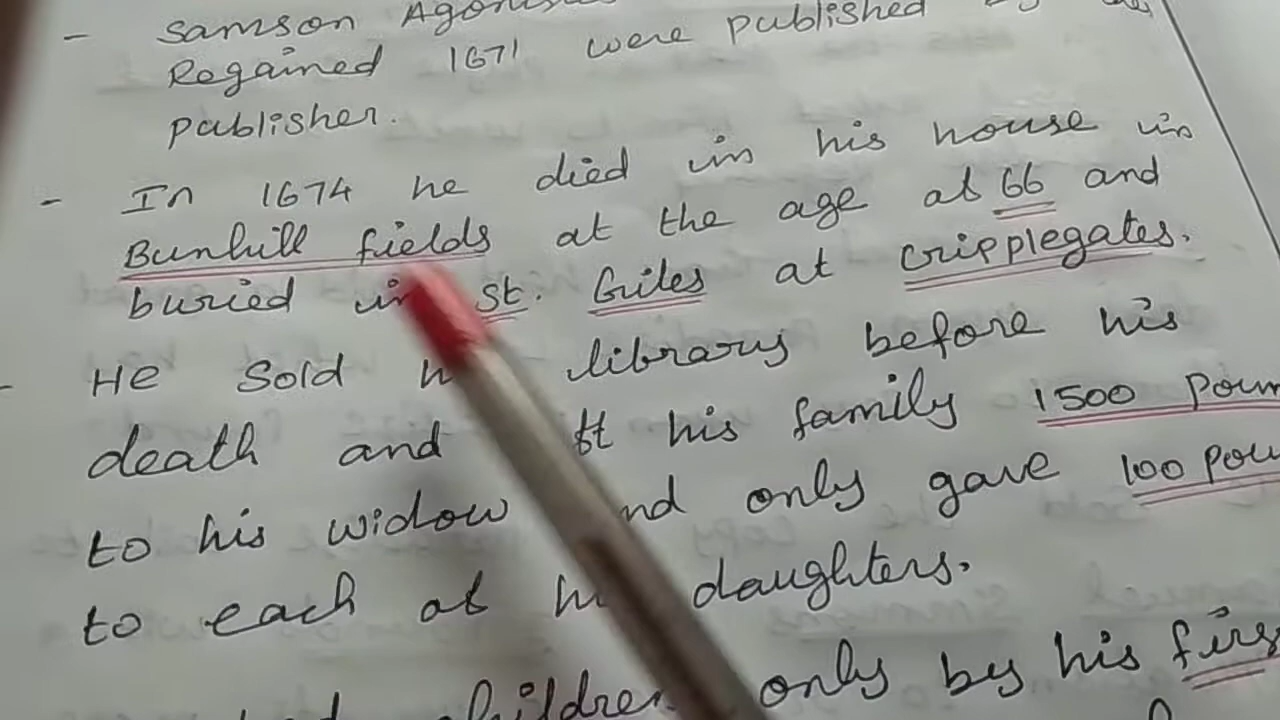 - Samson
Regained 1671 were published
publisher.
- In 1674 he died in his house in
Bunhill fields at the age at 66 and
buried in St. Giles at Cripplegates.
- He sold library before his
death and his family 1500
to his widow only gave 100
to each at daughters.
only by his